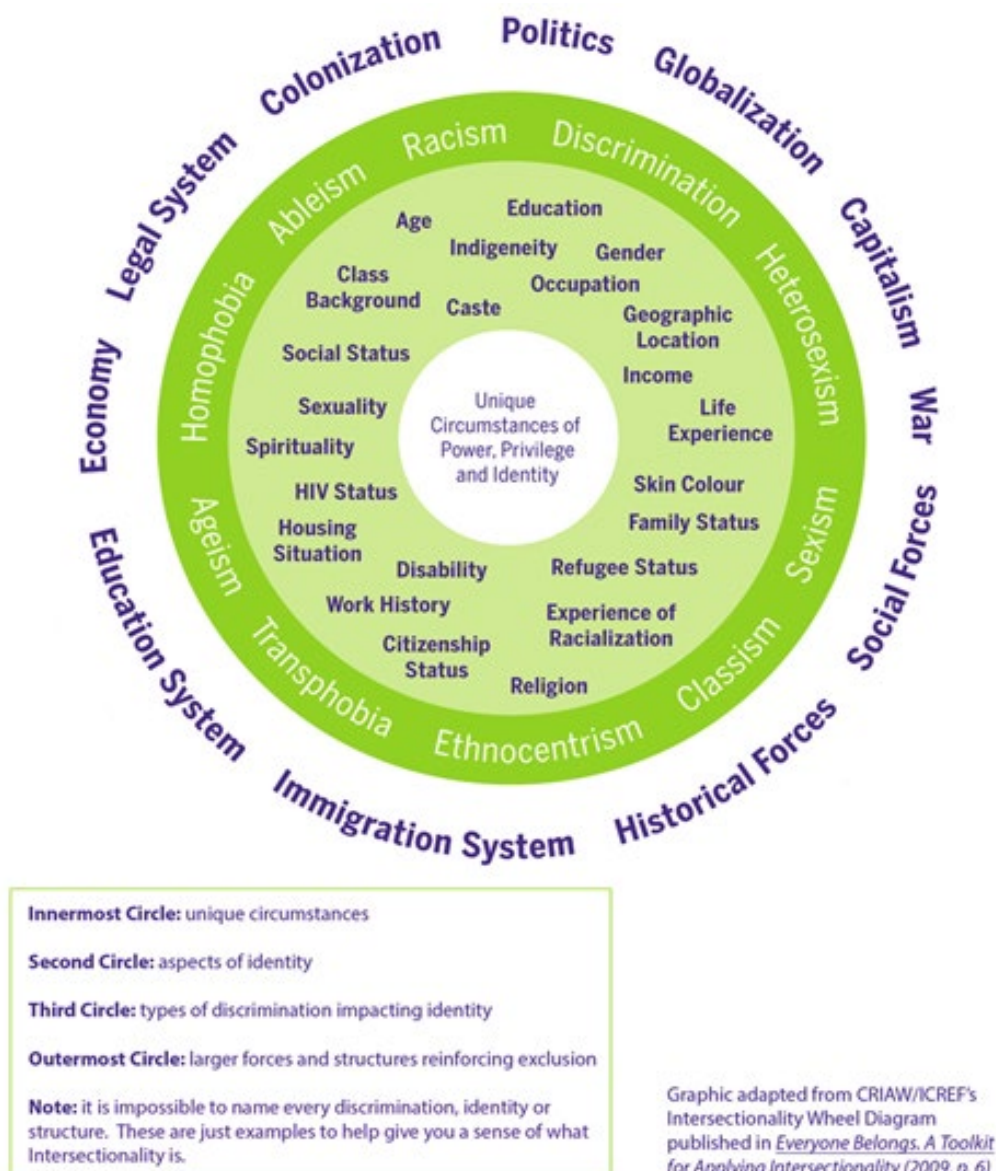 Politics
Globalization
Capitalism
War
Social Forces
Historical Forces
Immigration System
Education System
Economy
Legal System
Colonization
Racism
Discrimination
Heterosexism
Sexism
Classism
Ethnocentrism
Transphobia
Ageism
Homophobia
Ableism
Age
Education
Indigeneity
Gender
Class
Background
Occupation
Caste
Geographic
Location
Social Status
Income
Sexuality
Life
Experience
Spirituality
HIV Status
Skin Colour
Housing
Situation
Family Status
Disability
Refugee Status
Work History
Experience of
Racialization
Citizenship
Status
Religion
Unique
Circumstances of
Power, Privilege
and Identity
Innermost Circle: unique circumstances
Second Circle: aspects of identity
Third Circle: types of discrimination impacting identity
Outermost Circle: larger forces and structures reinforcing exclusion
Note: it is impossible to name every discrimination, identity or
structure. These are just examples to help give you a sense of what
Intersectionality is.
Graphic adapted from CRIAW/ICREF's
Intersectionality Wheel Diagram
published in Everyone Belongs. A Toolkit
for Applying Intersectionality (2009, p. 6)